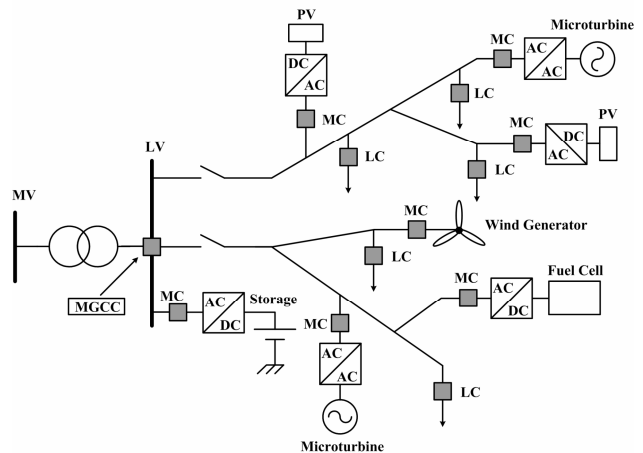 PV
Microturbine
MC
AC
AC
DC
AC
MC
LC
MC
PV
DC
AC
LV
LC
LC
MV
MC
Wind Generator
LC
MGCC
MC
AC
DC
Storage
MC
AC
DC
Fuel Cell
MC
AC
AC
LC
Microturbine